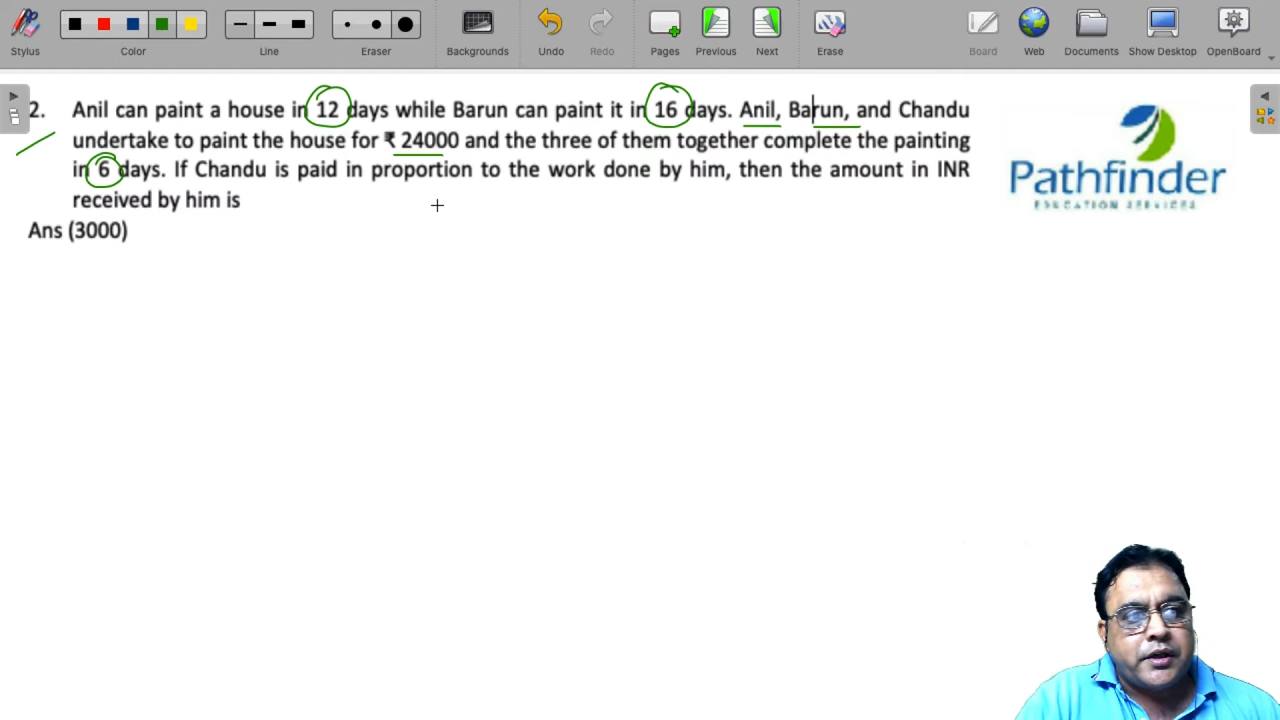 Stylus
Color
Line
Eraser
Backgrounds
Undo
Redo
Pages
Previous
Next
Erase
Board
Web
Documents
Show Desktop
OpenBoard
2. Anil can paint a house in 12 days while Barun can paint it in 16 days. Anil, Barun, and Chandu
undertake to paint the house for ₹ 24000 and the three of them together complete the painting
in 6 days. If Chandu is paid in proportion to the work done by him, then the amount in INR
received by him is
Ans (3000)
Pathfinder
EDUCATION SERVICES